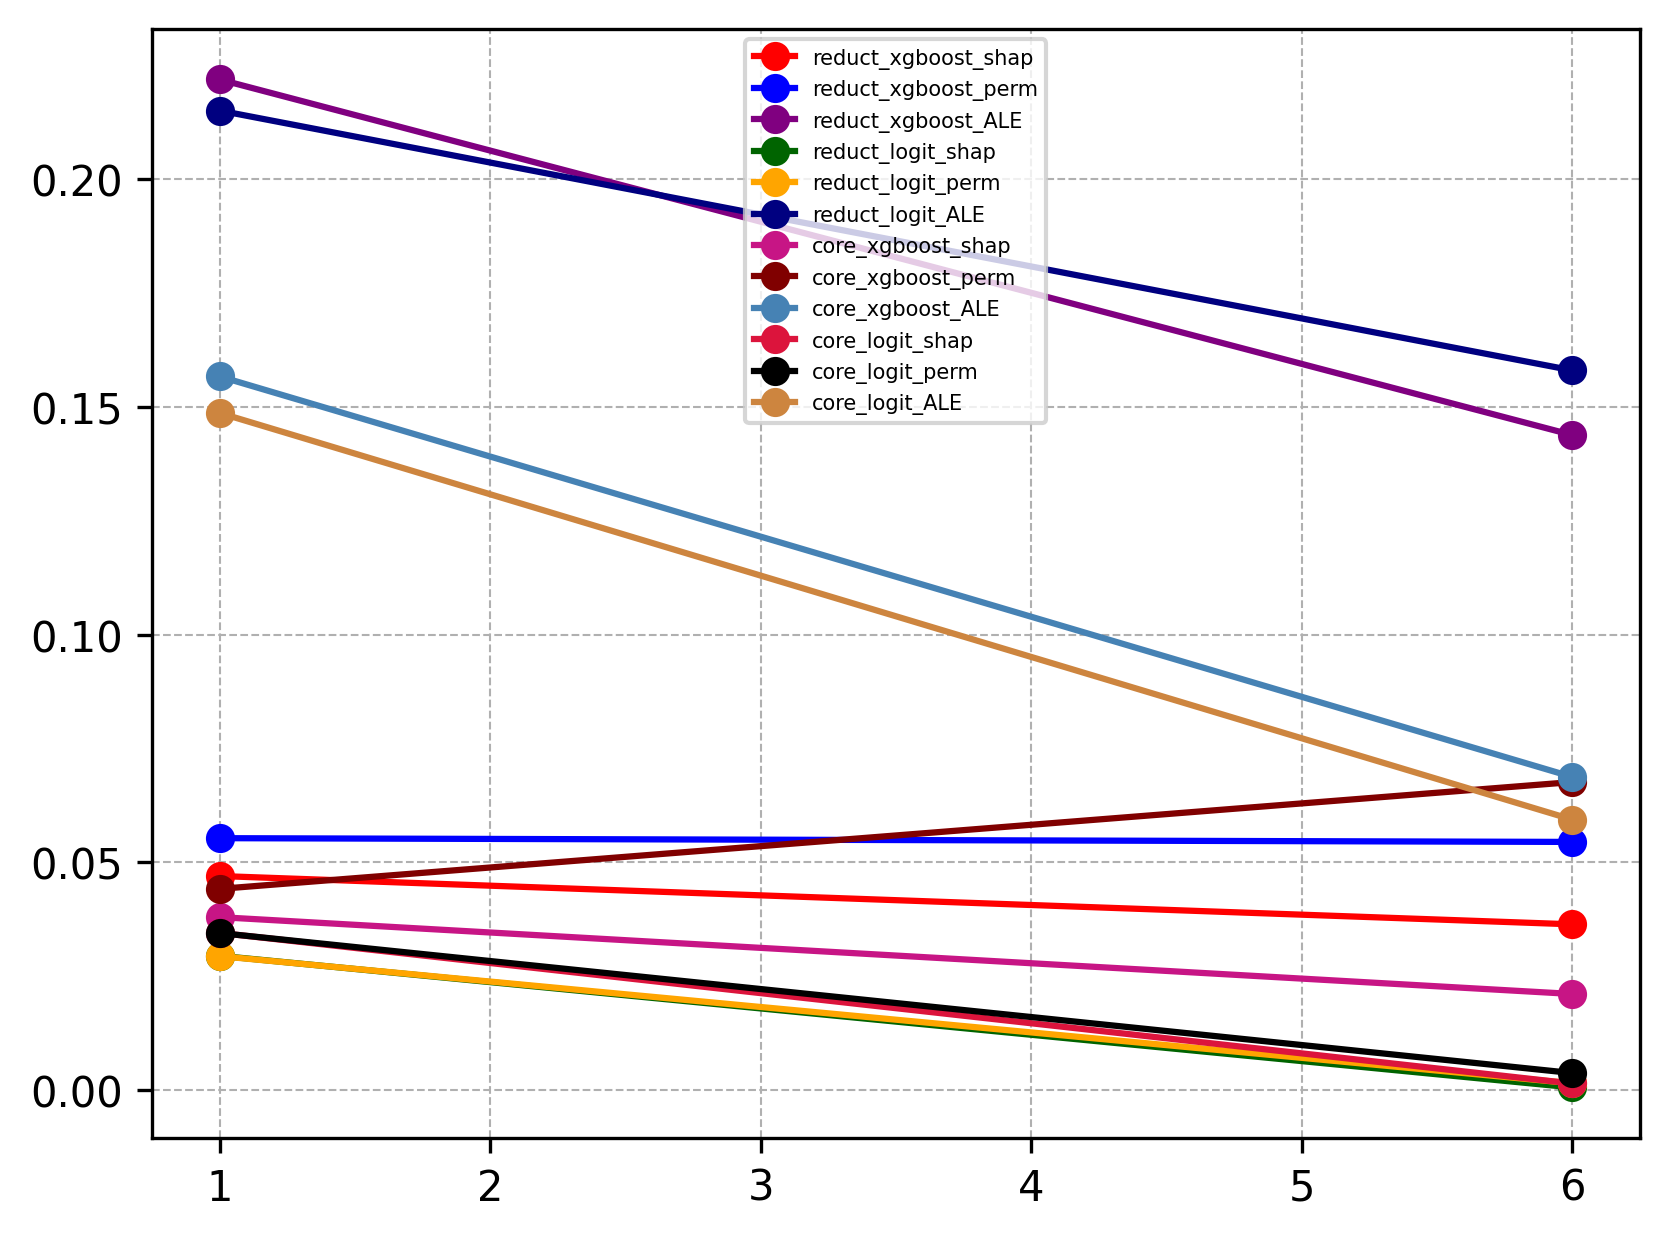 reduct_xgboost_shap
reduct_xgboost_perm
reduct_xgboost_ALE
reduct_logit_shap
reduct_logit_perm
reduct_logit_ALE
core_xgboost_shap
core_xgboost_perm
core_xgboost_ALE
core_logit_shap
core_logit_perm
core_logit_ALE
0.20
0.15
0.10
0.05
0.00
1 2 3 4 5 6